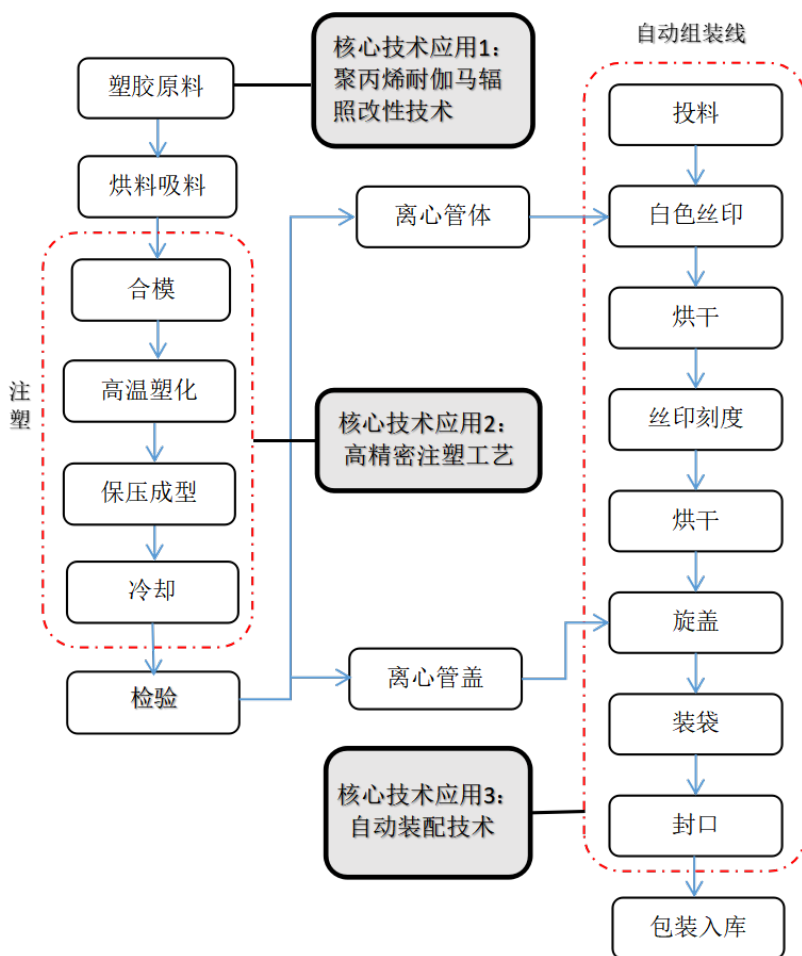 塑胶原料
烘料吸料
注
塑
合模
高温塑化
保压成型
冷却
检验
核心技术应用1:
聚丙烯耐伽马辐
照改性技术
离心管体
核心技术应用2:
高精密注塑工艺
离心管盖
核心技术应用3:
自动装配技术
自动组装线
投料
白色丝印
烘干
丝印刻度
烘干
旋盖
装袋
封口
包装入库